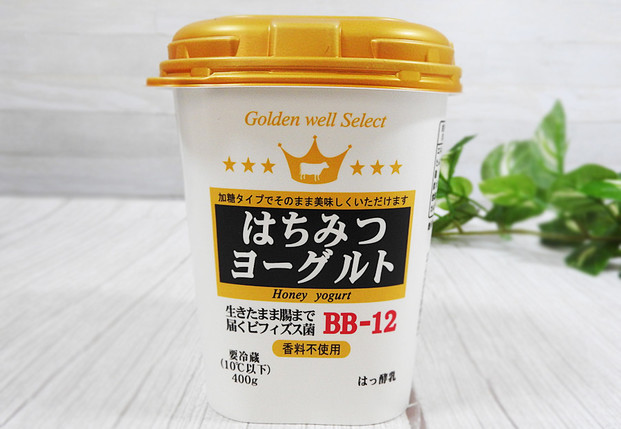 Golden well Select
加糖タイプでそのまま美味しくいただけます
はちみつ
ヨーグルト
Honey yogurt
生きたまま腸まで
届くビフィズス菌 BB-12
香料不使用
要冷蔵
(10℃以下)
400g
はっ酵乳